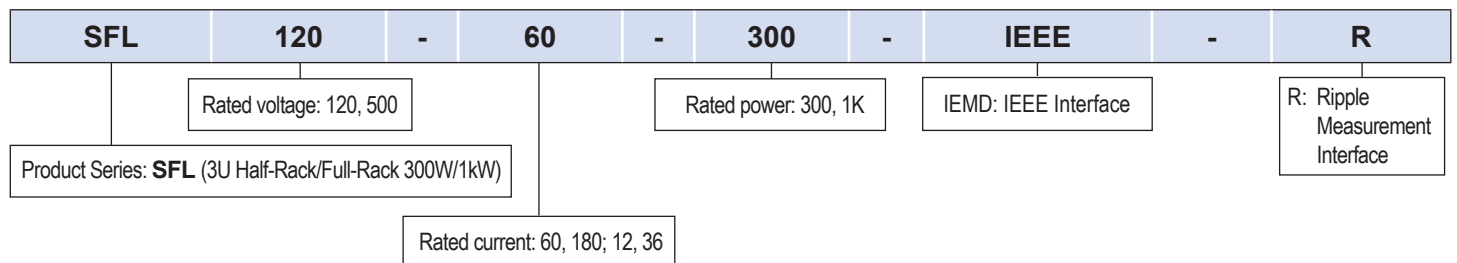 SFL 120 - 60 - 300 - IEEE - R
Rated voltage: 120, 500
Rated power: 300, 1K
IEMD: IEEE Interface
R: Ripple
Measurement
Interface
Product Series: SFL (3U Half-Rack/Full-Rack 300W/1kW)
Rated current: 60, 180; 12, 36